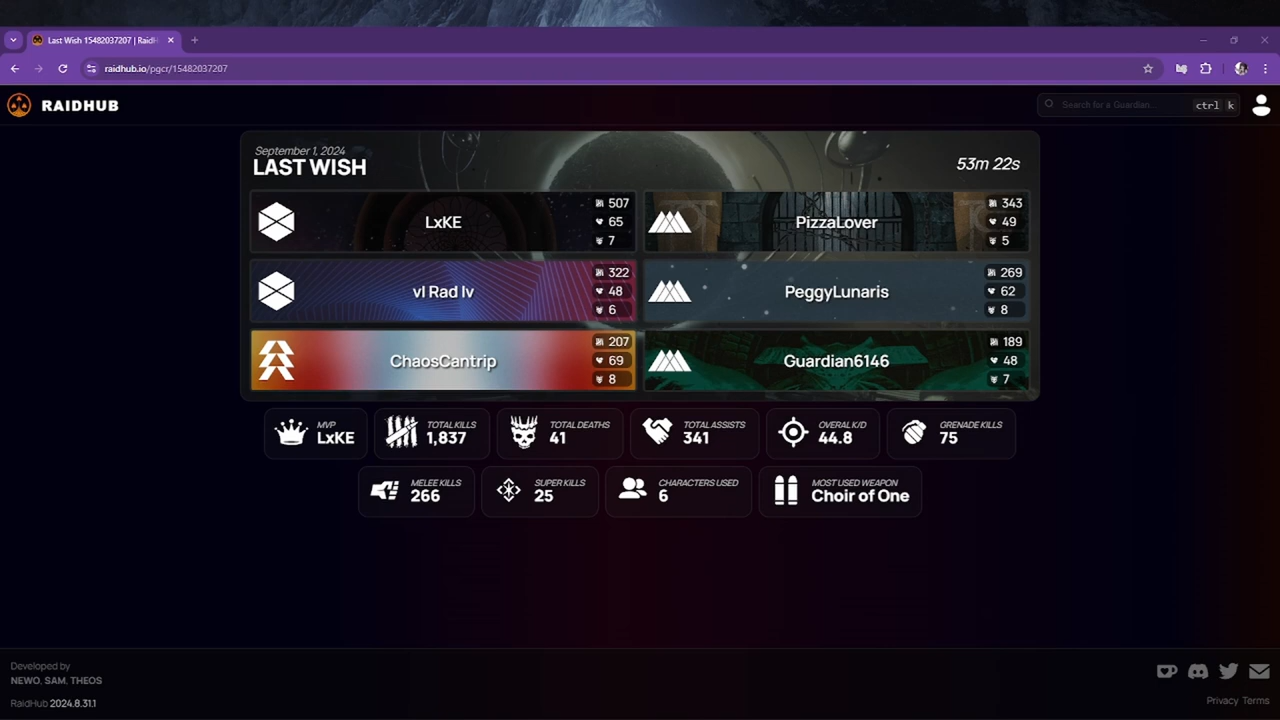 Last Wish 15482037207 | RaidH
raidhub.io/pgcr/15482037207
RAIDHUB
Search for a Guardian...
ctrl k
September 1, 2024
LAST WISH
53m 22s
LxKE
507
65
7
PizzaLover
343
49
5
vI Rad Iv
322
48
6
PeggyLunaris
269
62
8
ChaosCantrip
207
69
8
Guardian6146
189
48
7
MVP
LxKE
TOTAL KILLS
1,837
TOTAL DEATHS
41
TOTAL ASSISTS
341
OVERAL K/D
44.8
GRENADE KILLS
75
MELEE KILLS
266
SUPER KILLS
25
CHARACTERS USED
6
MOST USED WEAPON
Choir of One
Developed by
NEWO, SAM, THEOS
RaidHub 2024.8.31.1
Privacy Terms